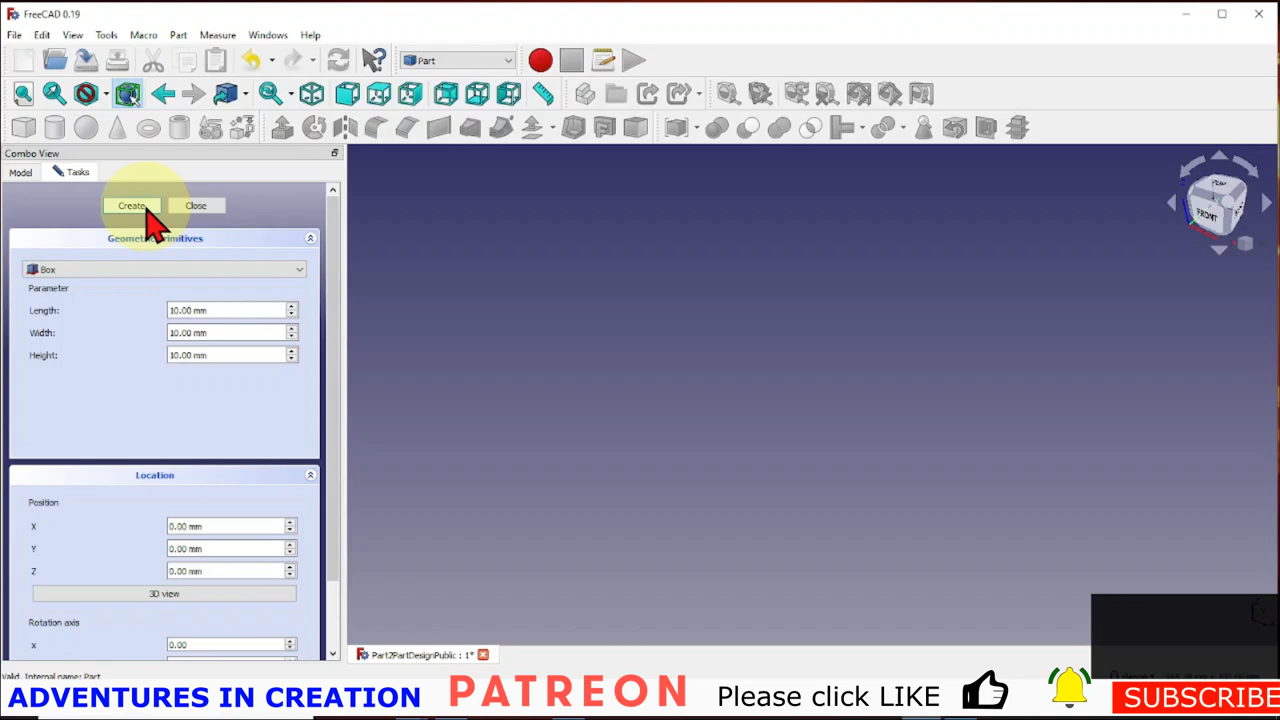 FreeCAD 0.19
File Edit View Tools Macro Part Measure Windows Help
Part
Combo View
Model Tasks
Create Close
Box
Parameter
Length: 10.00 mm
Width: 10.00 mm
Height: 10.00 mm
Location
Position
X 0.00 mm
Y 0.00 mm
Z 0.00 mm
3D view
Rotation axis
X 0.00
FRONT
Part2PartDesignPublic : 1*
Valid, Internal name: Part
ADVENTURES IN CREATION PATREON Please click LIKE SUBSCRIBE